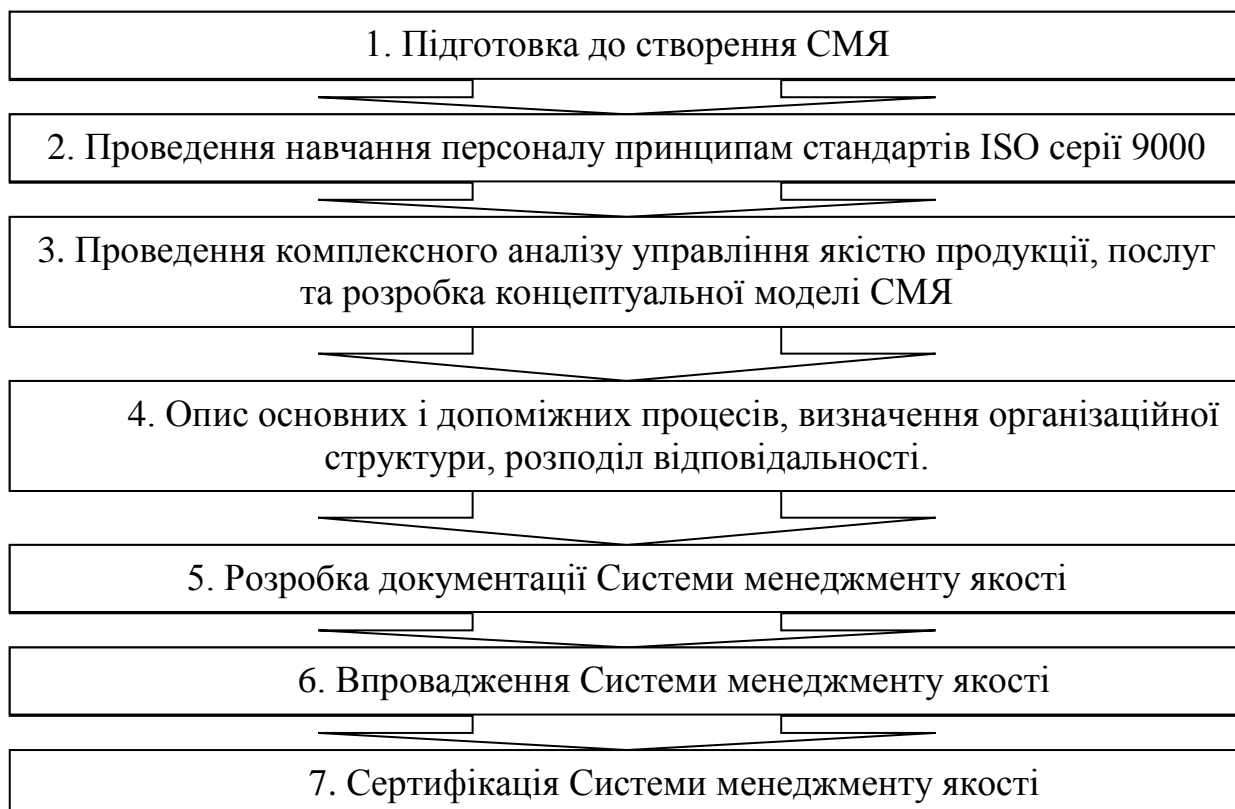 1. Підготовка до створення СМЯ
2. Проведення навчання персоналу принципам стандартів ISO серії 9000
3. Проведення комплексного аналізу управління якістю продукції, послуг
та розробка концептуальної моделі СМЯ
4. Опис основних і допоміжних процесів, визначення організаційної
структури, розподіл відповідальності.
5. Розробка документації Системи менеджменту якості
6. Впровадження Системи менеджменту якості
7. Сертифікація Системи менеджменту якості